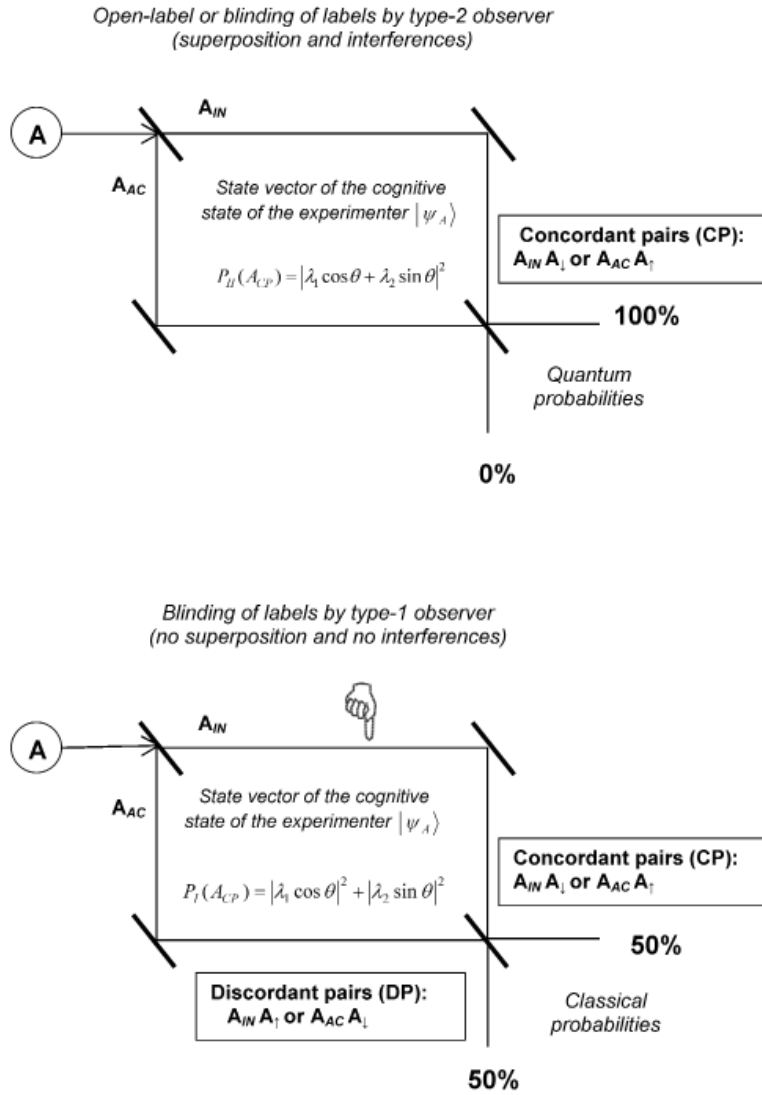 Open-label or blinding of labels by type-2 observer
(superposition and interferences)
A_IN
A
A_AC
State vector of the cognitive
state of the experimenter |ψ_A⟩
Concordant pairs (CP):
A_IN A↓ or A_AC A↑
P_II(A_CP) = |λ₁ cos θ + λ₂ sin θ|²
100%
Quantum
probabilities
0%
Blinding of labels by type-1 observer
(no superposition and no interferences)
A_IN
A
A_AC
State vector of the cognitive
state of the experimenter |ψ_A⟩
Concordant pairs (CP):
A_IN A↓ or A_AC A↑
P_I(A_CP) = |λ₁ cos θ|² + |λ₂ sin θ|²
50%
Discordant pairs (DP):
A_IN A↑ or A_AC A↓
Classical
probabilities
50%